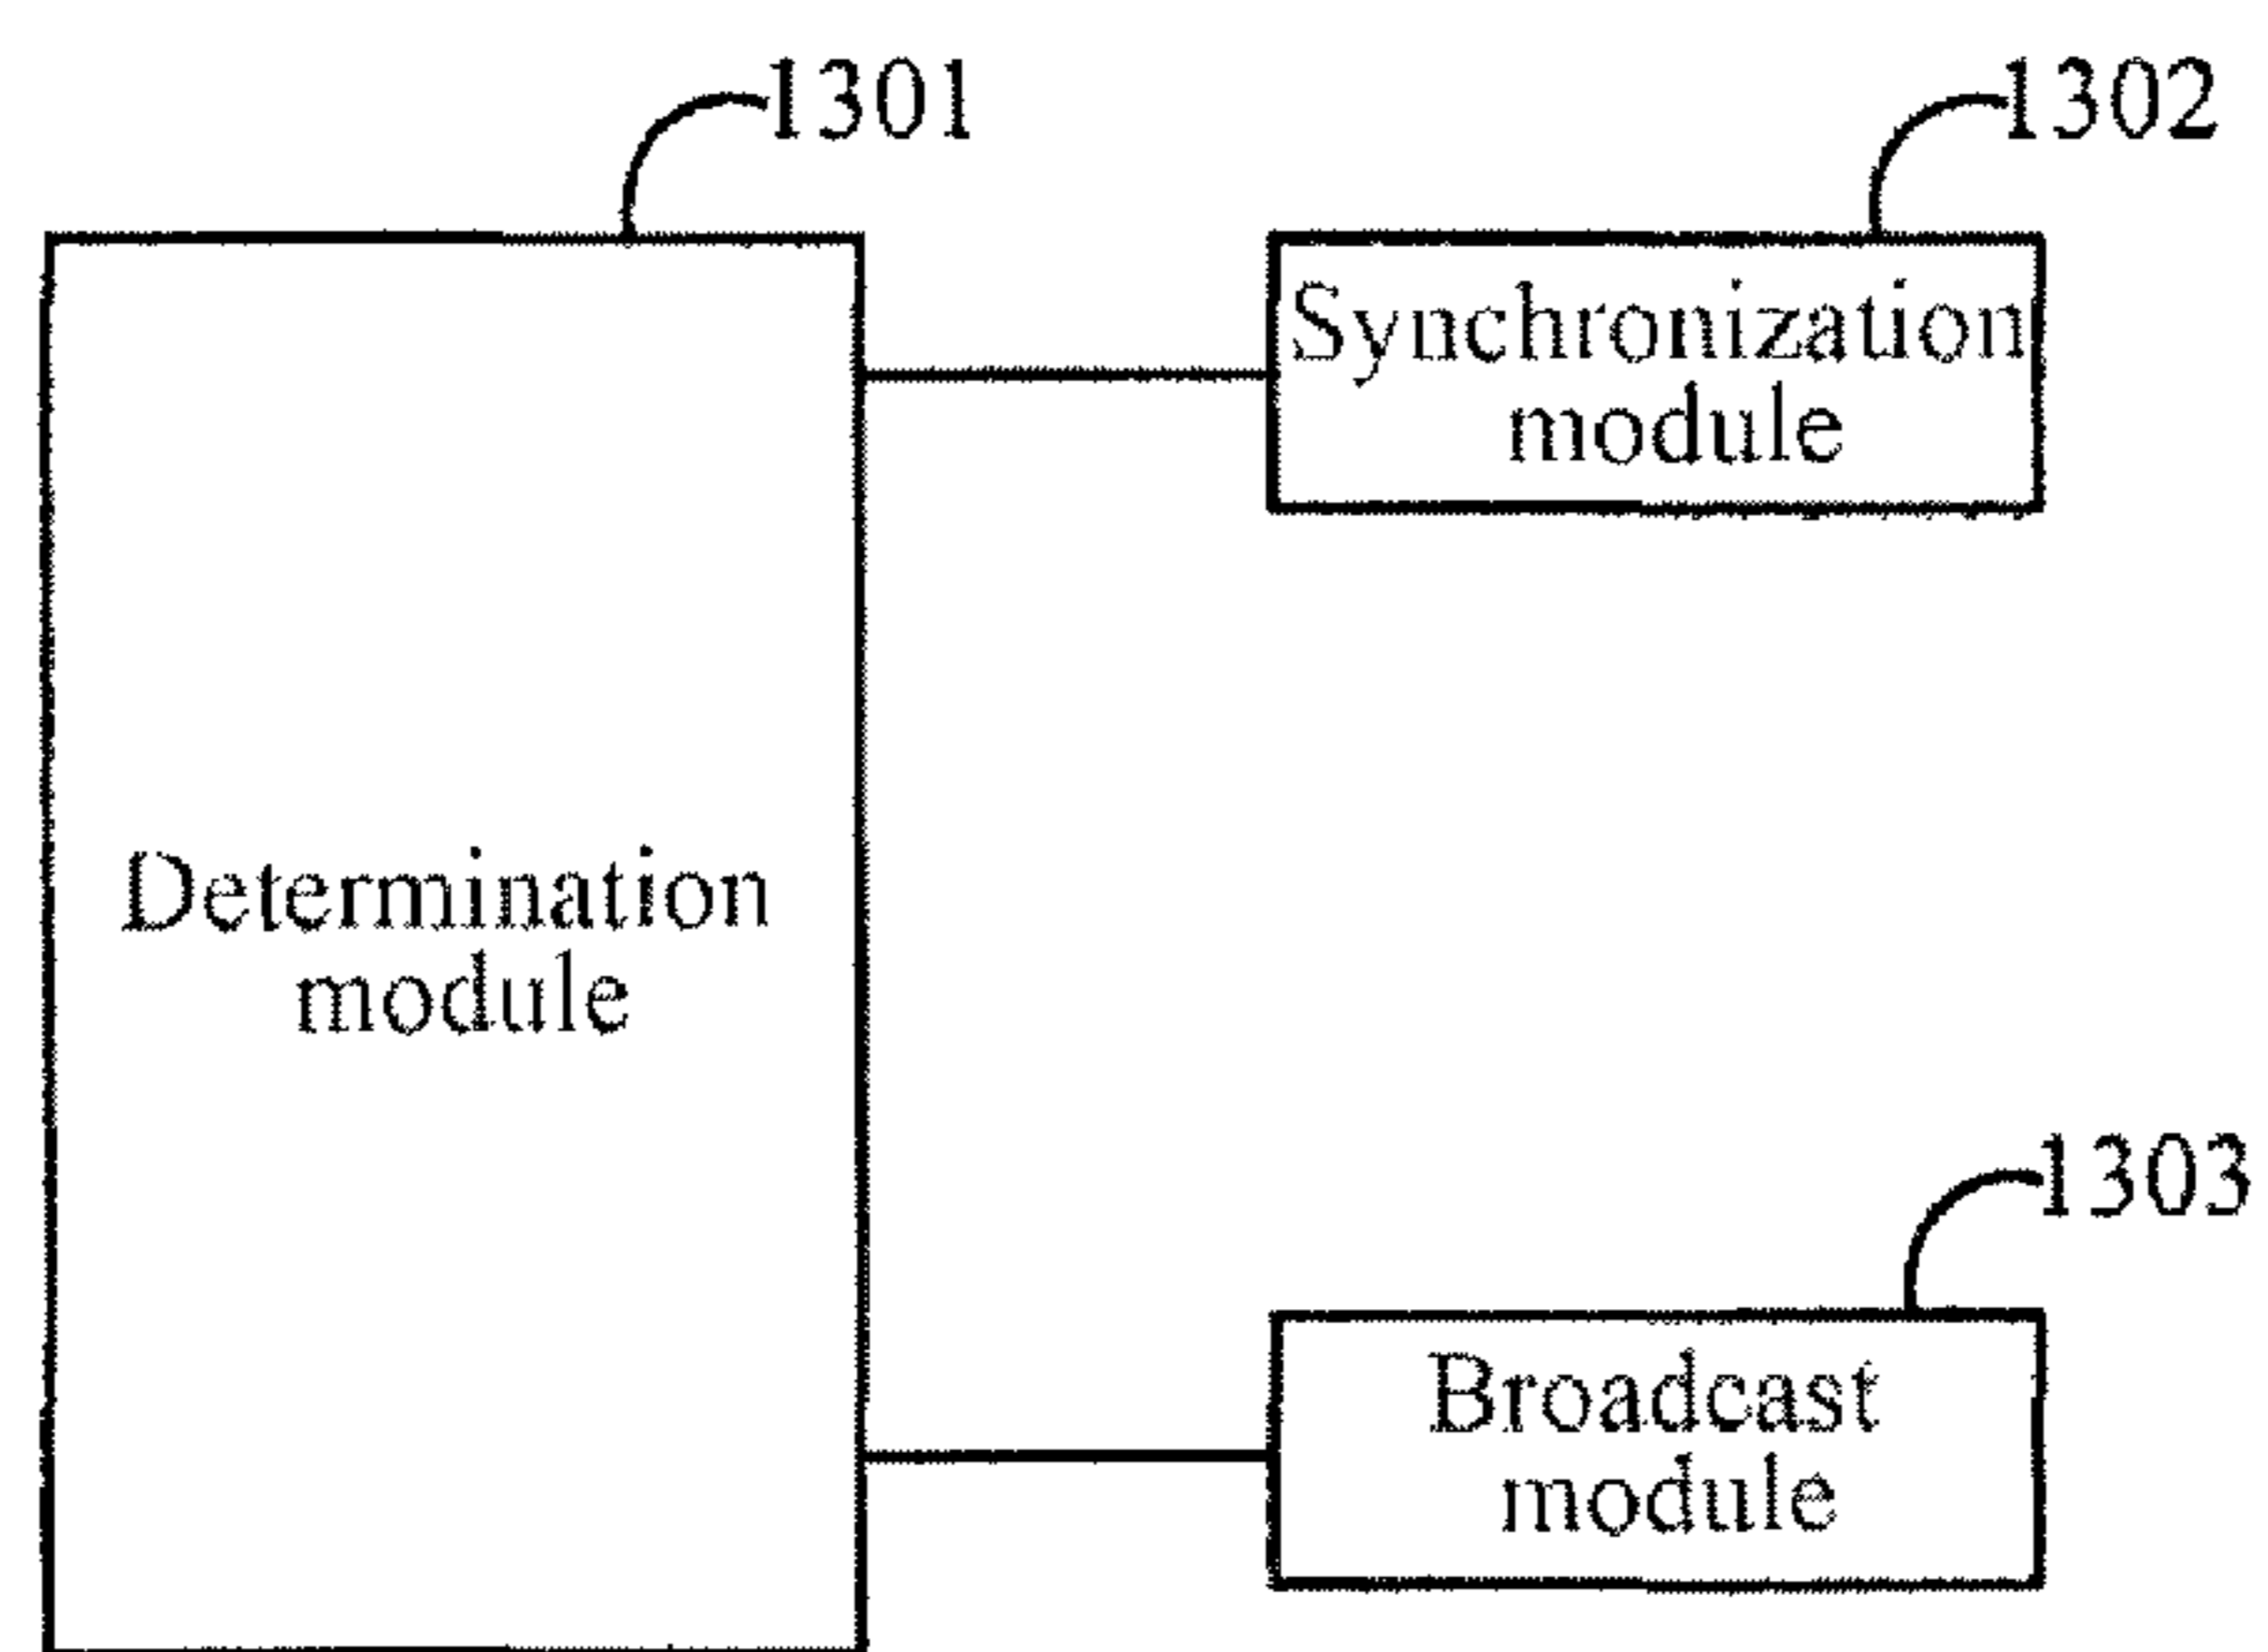 1301
1302
Synchronization
module
Determination
module
1303
Broadcast
module